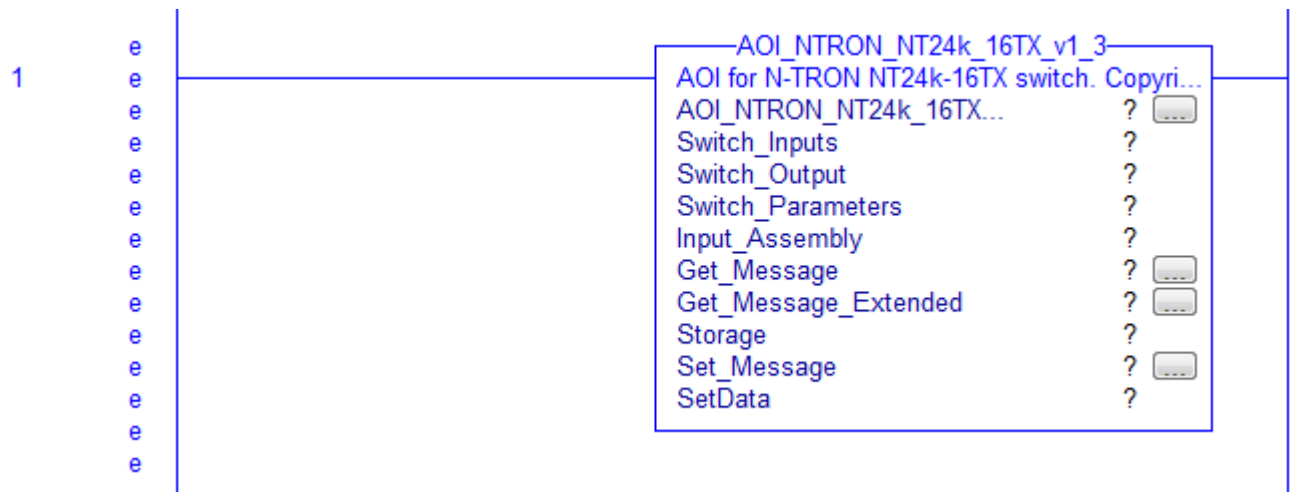 e
AOI_NTRON_NT24k_16TX_v1_3
1 e AOI for N-TRON NT24k-16TX switch. Copyri...
e AOI_NTRON_NT24k_16TX... ? ...
e Switch_Inputs ?
e Switch_Output ?
e Switch_Parameters ?
e Input_Assembly ?
e Get_Message ? ...
e Get_Message_Extended ? ...
e Storage ?
e Set_Message ? ...
e SetData ?
e
e